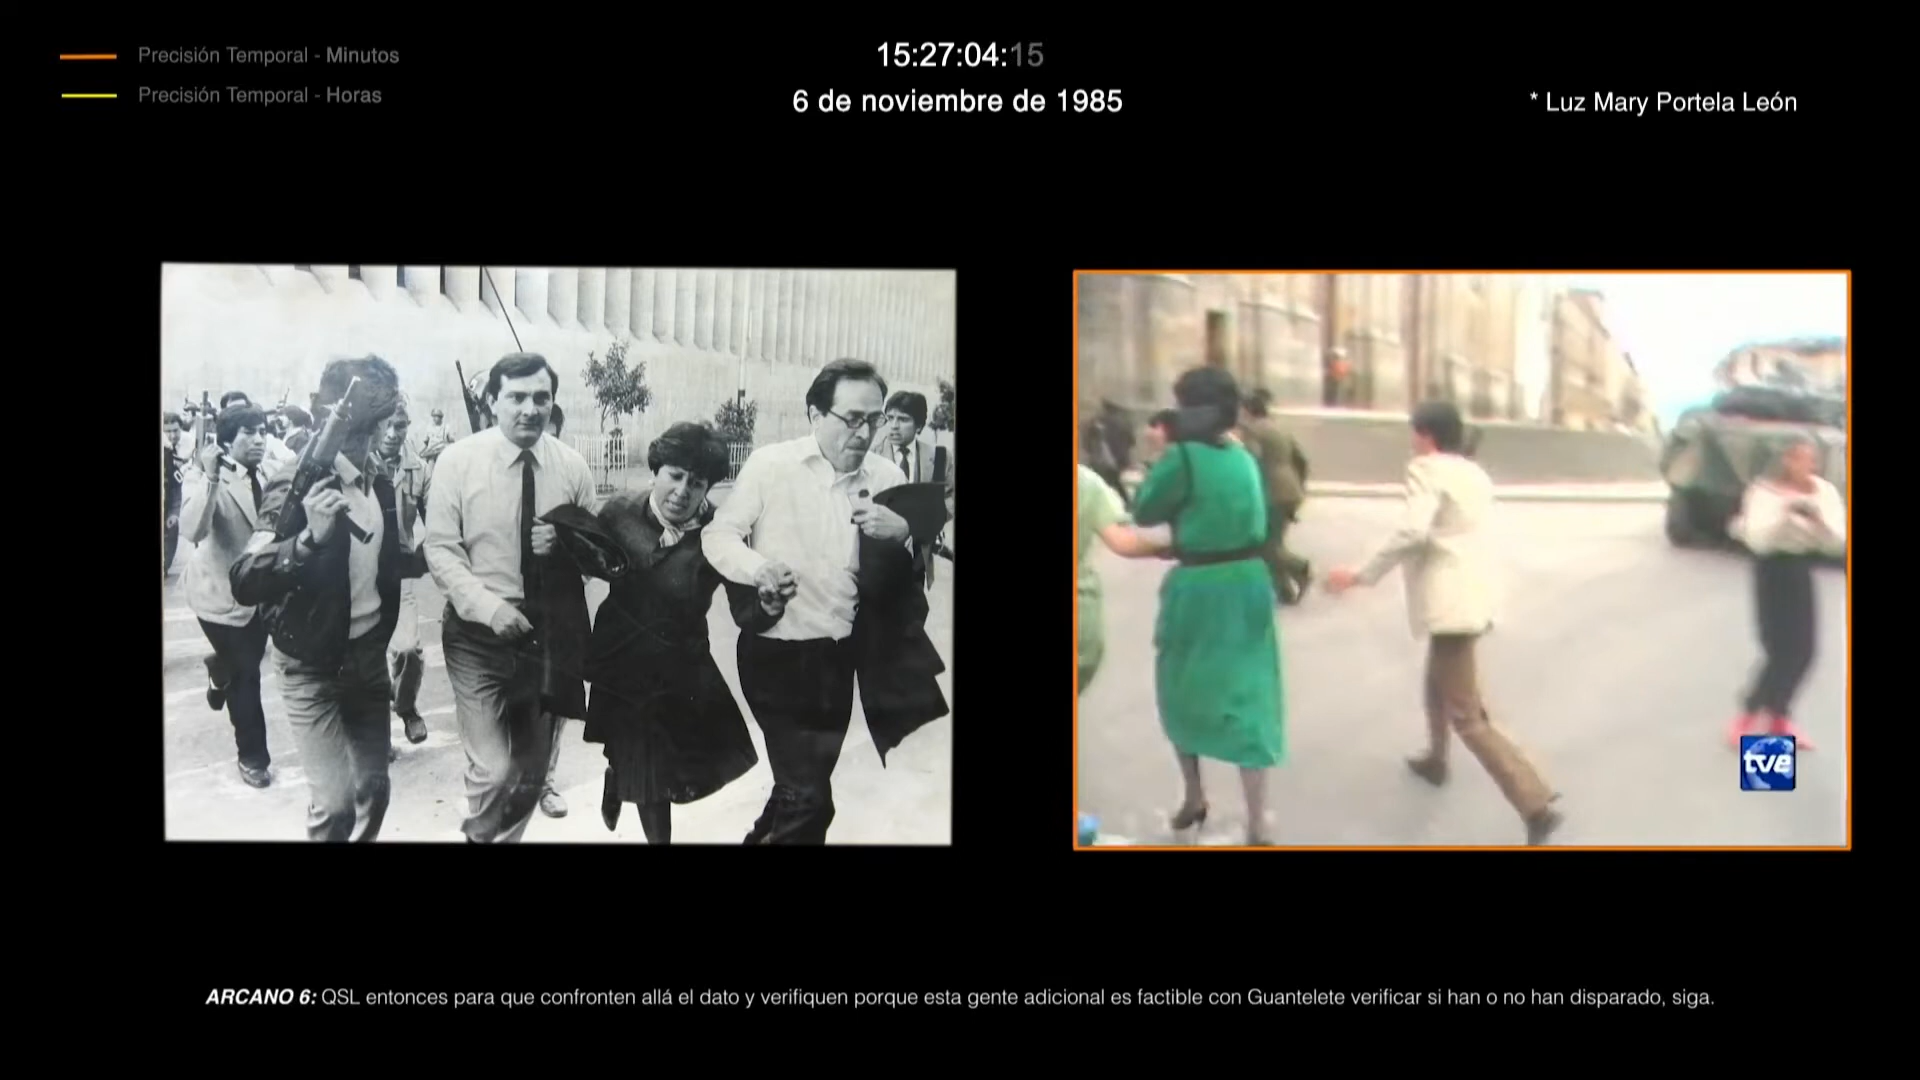 Precisión Temporal - Minutos
Precisión Temporal - Horas
15:27:04:15
6 de noviembre de 1985
* Luz Mary Portela León
tve
ARCANO 6: QSL entonces para que confronten allá el dato y verifiquen porque esta gente adicional es factible con Guantelete verificar si han o no han disparado, siga.